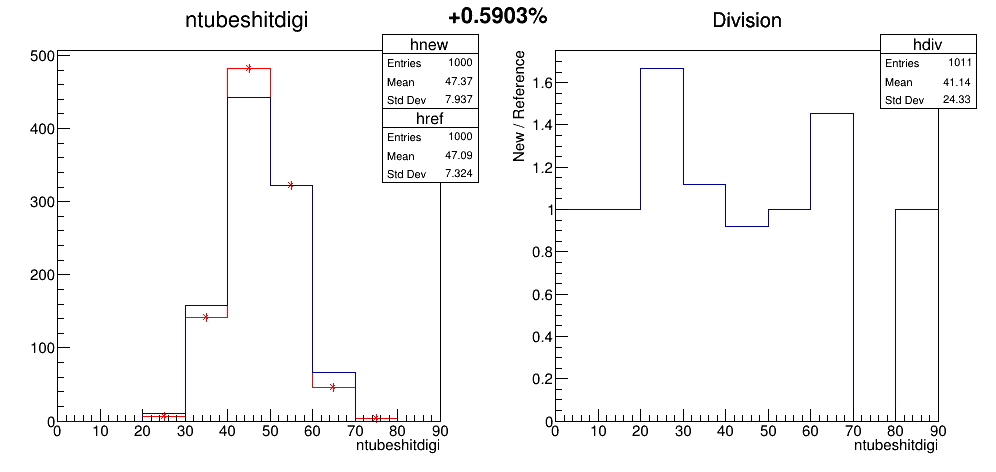 +0.5903%
ntubeshitdigi
hnew
Entries 1000
Mean 47.37
Std Dev 7.937
href
Entries 1000
Mean 47.09
Std Dev 7.324
500
400
300
200
100
0
0 10 20 30 40 50 60 70 80 90
ntubeshitdigi
Division
hdiv
Entries 1011
Mean 41.14
Std Dev 24.33
New / Reference
1.6
1.4
1.2
1
0.8
0.6
0.4
0.2
0
0 10 20 30 40 50 60 70 80 90
ntubeshitdigi